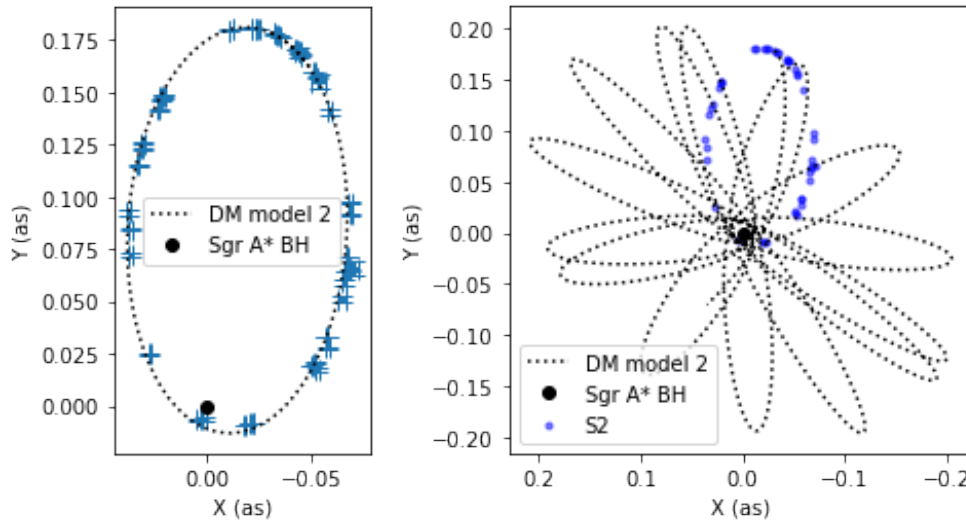 0.175
0.150
0.125
0.100
0.075
0.050
0.025
0.000
Y (as)
DM model 2
Sgr A* BH
0.00
−0.05
X (as)
0.20
0.15
0.10
0.05
0.00
−0.05
−0.10
−0.15
−0.20
Y (as)
DM model 2
Sgr A* BH
S2
0.2
0.1
0.0
−0.1
−0.2
X (as)